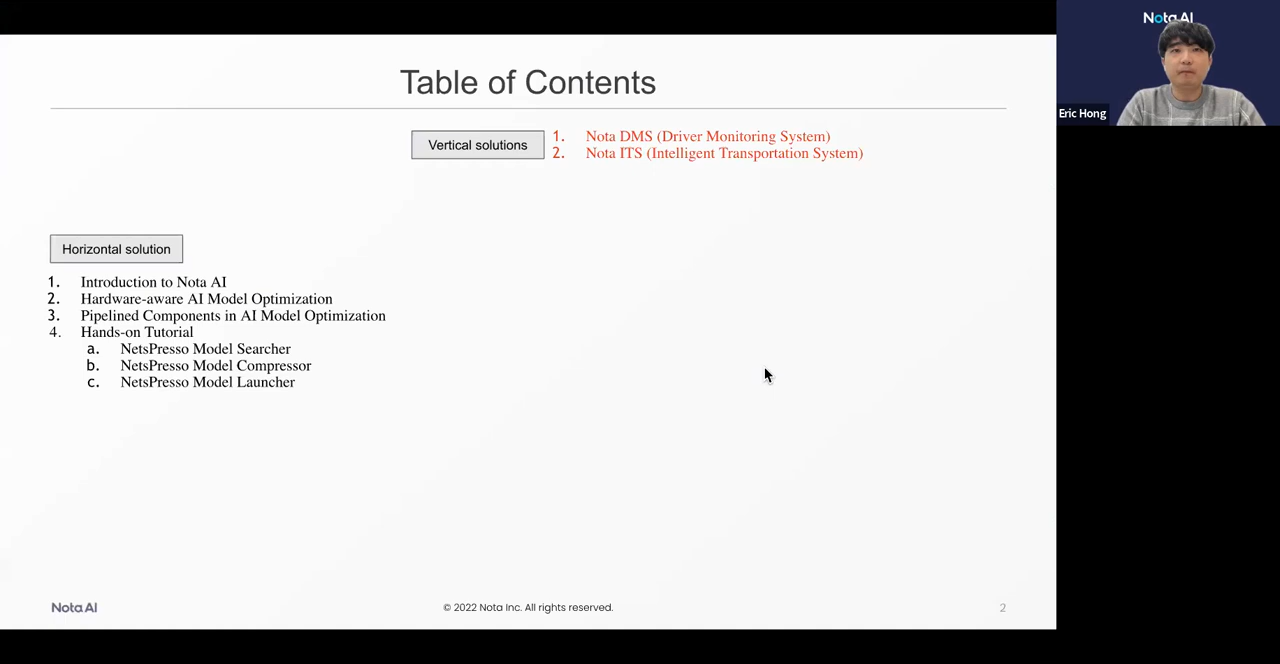 Table of Contents
Vertical solutions
1. Nota DMS (Driver Monitoring System)
2. Nota ITS (Intelligent Transportation System)
Horizontal solution
1. Introduction to Nota AI
2. Hardware-aware AI Model Optimization
3. Pipelined Components in AI Model Optimization
4. Hands-on Tutorial
a. NetsPresso Model Searcher
b. NetsPresso Model Compressor
c. NetsPresso Model Launcher
Nota AI
© 2022 Nota Inc. All rights reserved.
2
Nota AI
Eric Hong